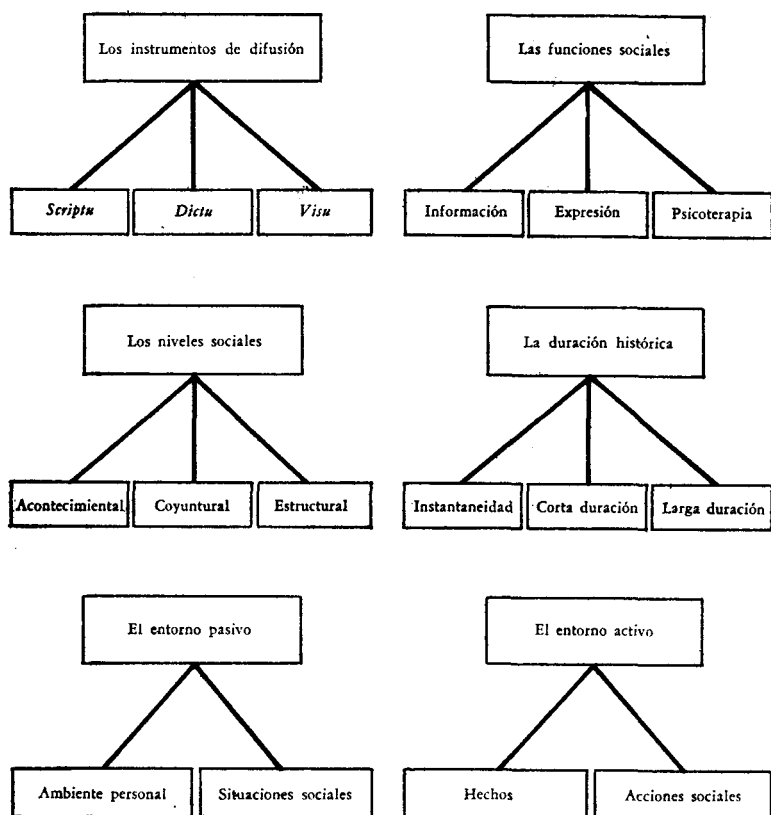 Los instrumentos de difusión
Las funciones sociales
Scriptu
Dictu
Visu
Información
Expresión
Psicoterapia
Los niveles sociales
La duración histórica
Acontecimiental
Coyuntural
Estructural
Instantaneidad
Corta duración
Larga duración
El entorno pasivo
El entorno activo
Ambiente personal
Situaciones sociales
Hechos
Acciones sociales